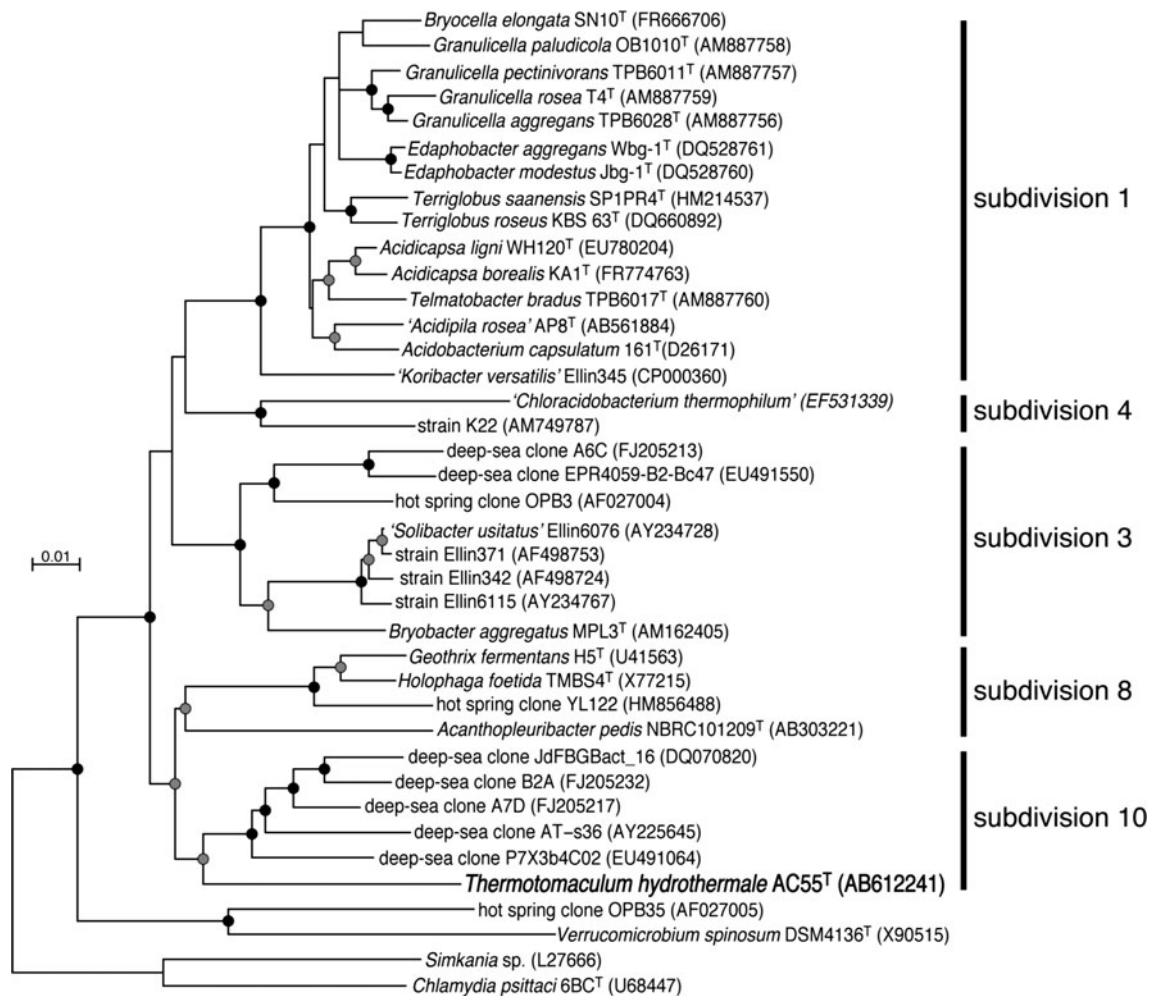 Bryocella elongata SN10ᵀ (FR666706)
Granulicella paludicola OB1010ᵀ (AM887758)
Granulicella pectinivorans TPB6011ᵀ (AM887757)
Granulicella rosea T4ᵀ (AM887759)
Granulicella aggregans TPB6028ᵀ (AM887756)
Edaphobacter aggregans Wbg-1ᵀ (DQ528761)
Edaphobacter modestus Jbg-1ᵀ (DQ528760)
Terriglobus saanensis SP1PR4ᵀ (HM214537)
Terriglobus roseus KBS 63ᵀ (DQ660892)
Acidicapsa ligni WH120ᵀ (EU780204)
Acidicapsa borealis KA1ᵀ (FR774763)
Telmatobacter bradus TPB6017ᵀ (AM887760)
'Acidipila rosea' AP8ᵀ (AB561884)
Acidobacterium capsulatum 161ᵀ(D26171)
'Koribacter versatilis' Ellin345 (CP000360)
subdivision 1
'Chloracidobacterium thermophilum' (EF531339)
strain K22 (AM749787)
subdivision 4
deep-sea clone A6C (FJ205213)
deep-sea clone EPR4059-B2-Bc47 (EU491550)
hot spring clone OPB3 (AF027004)
'Solibacter usitatus' Ellin6076 (AY234728)
strain Ellin371 (AF498753)
strain Ellin342 (AF498724)
strain Ellin6115 (AY234767)
Bryobacter aggregatus MPL3ᵀ (AM162405)
subdivision 3
0.01
Geothrix fermentans H5ᵀ (U41563)
Holophaga foetida TMBS4ᵀ (X77215)
hot spring clone YL122 (HM856488)
Acanthopleuribacter pedis NBRC101209ᵀ (AB303221)
subdivision 8
deep-sea clone JdFBGBact_16 (DQ070820)
deep-sea clone B2A (FJ205232)
deep-sea clone A7D (FJ205217)
deep-sea clone AT-s36 (AY225645)
deep-sea clone P7X3b4C02 (EU491064)
Thermotomaculum hydrothermale AC55ᵀ (AB612241)
subdivision 10
hot spring clone OPB35 (AF027005)
Verrucomicrobium spinosum DSM4136ᵀ (X90515)
Simkania sp. (L27666)
Chlamydia psittaci 6BCᵀ (U68447)